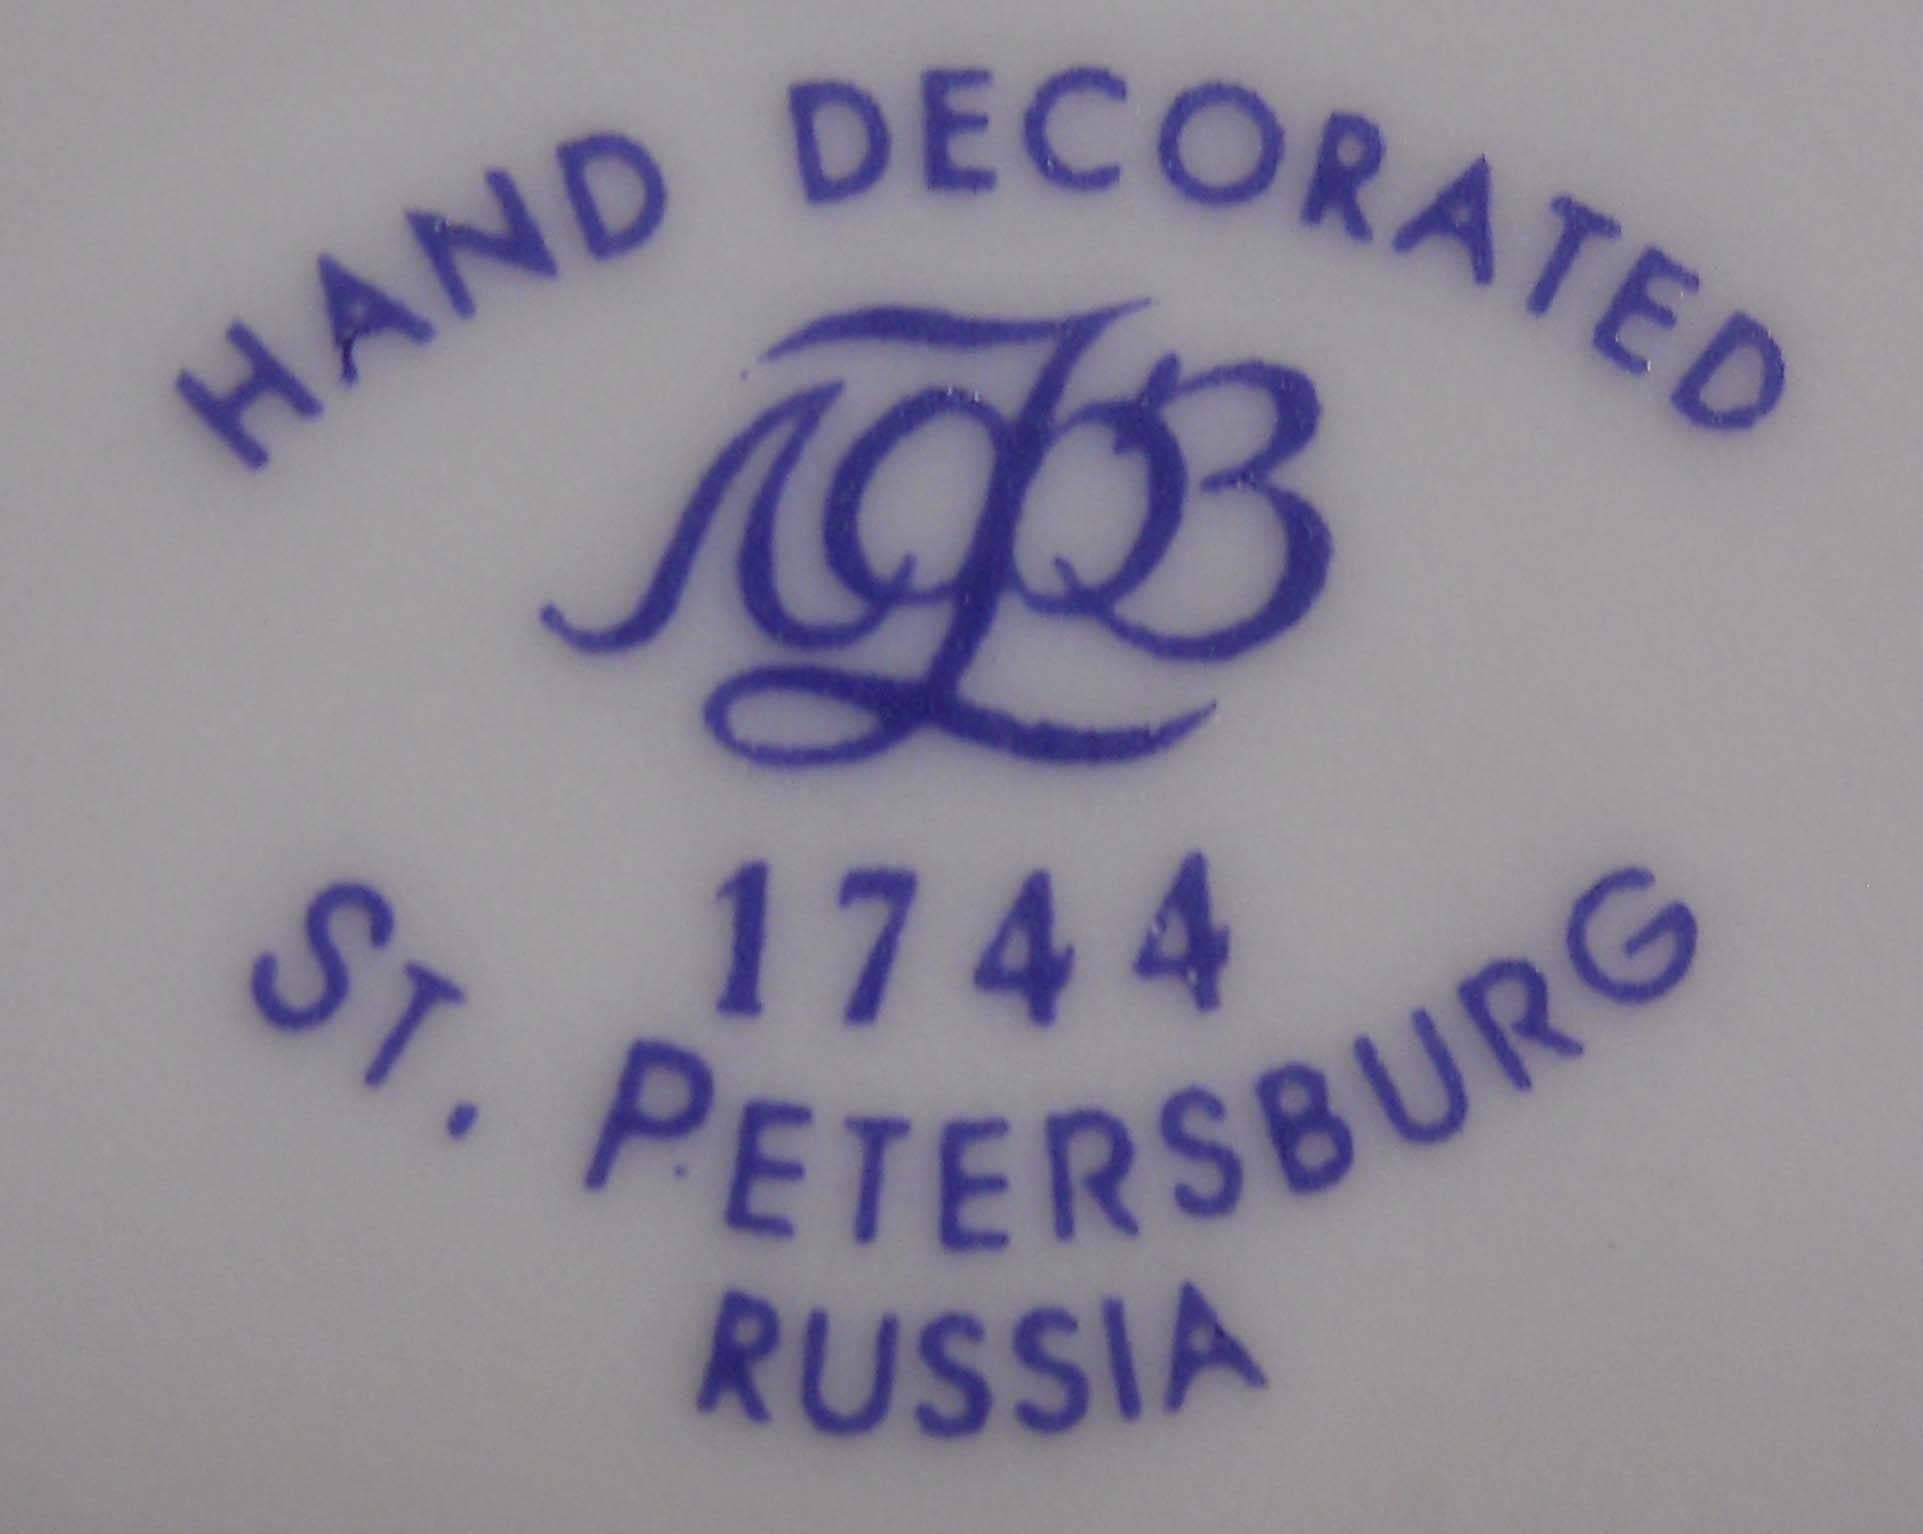 HAND DECORATED
ЛФЗ
1744
ST. PETERSBURG
RUSSIA